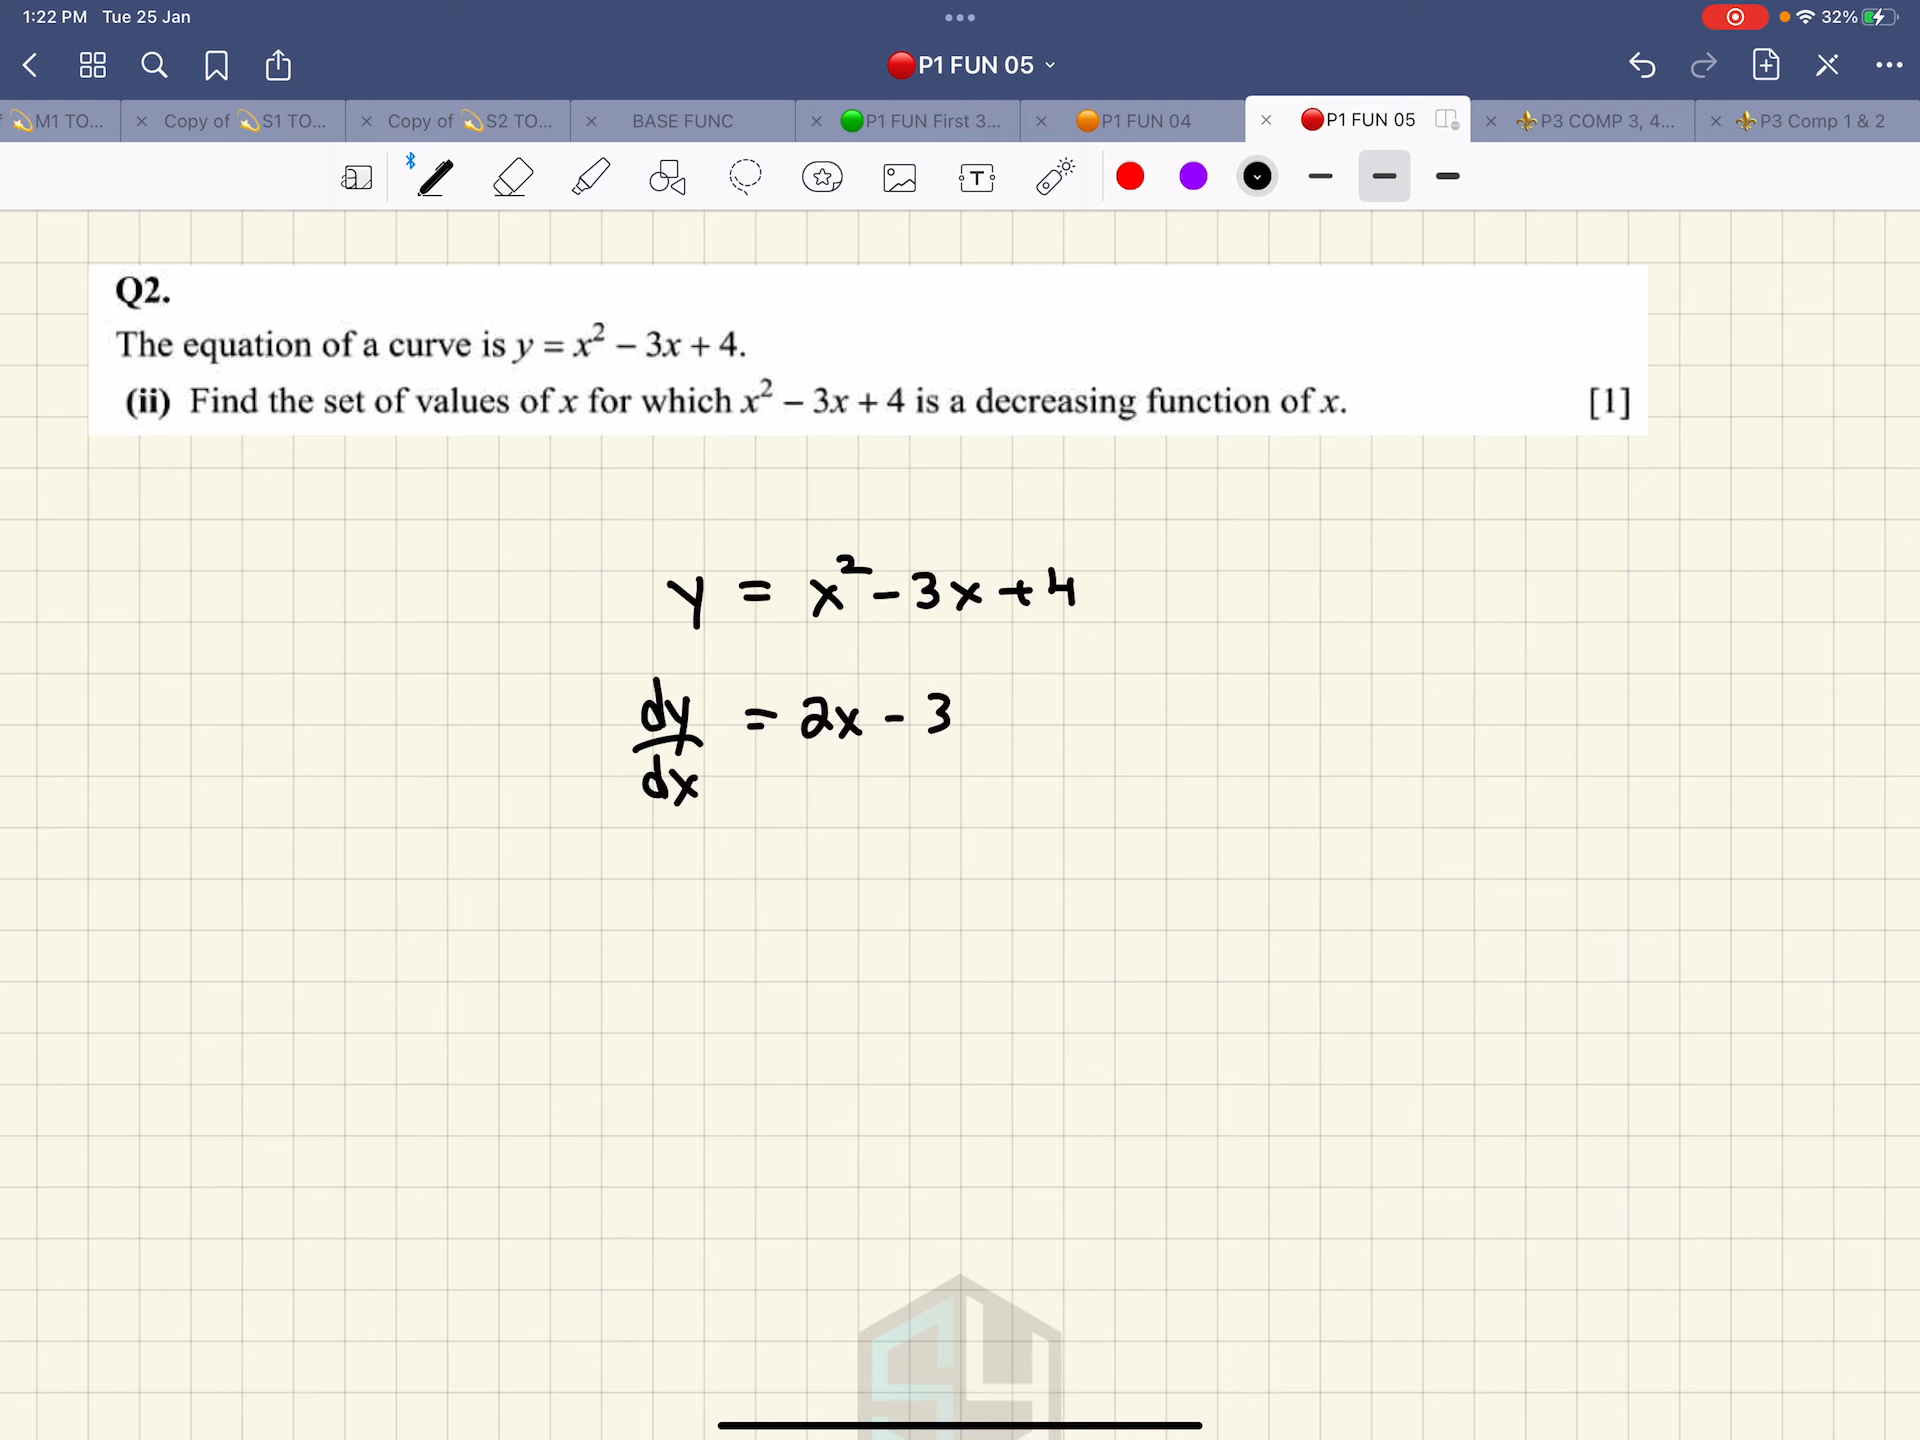 1:22 PM Tue 25 Jan
32%
P1 FUN 05
M1 TO... Copy of S1 TO... Copy of S2 TO... BASE FUNC P1 FUN First 3... P1 FUN 04 P1 FUN 05 P3 COMP 3, 4... P3 Comp 1 & 2
Q2.
The equation of a curve is y = x² − 3x + 4.
(ii) Find the set of values of x for which x² − 3x + 4 is a decreasing function of x. [1]
y = x² - 3x + 4
dy/dx = 2x - 3